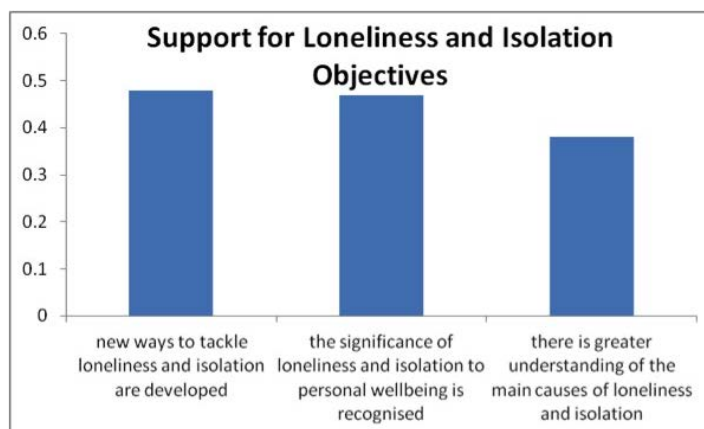 Support for Loneliness and Isolation
Objectives
0.6
0.5
0.4
0.3
0.2
0.1
0
new ways to tackle
loneliness and isolation
are developed
the significance of
loneliness and isolation to
personal wellbeing is
recognised
there is greater
understanding of the
main causes of loneliness
and isolation